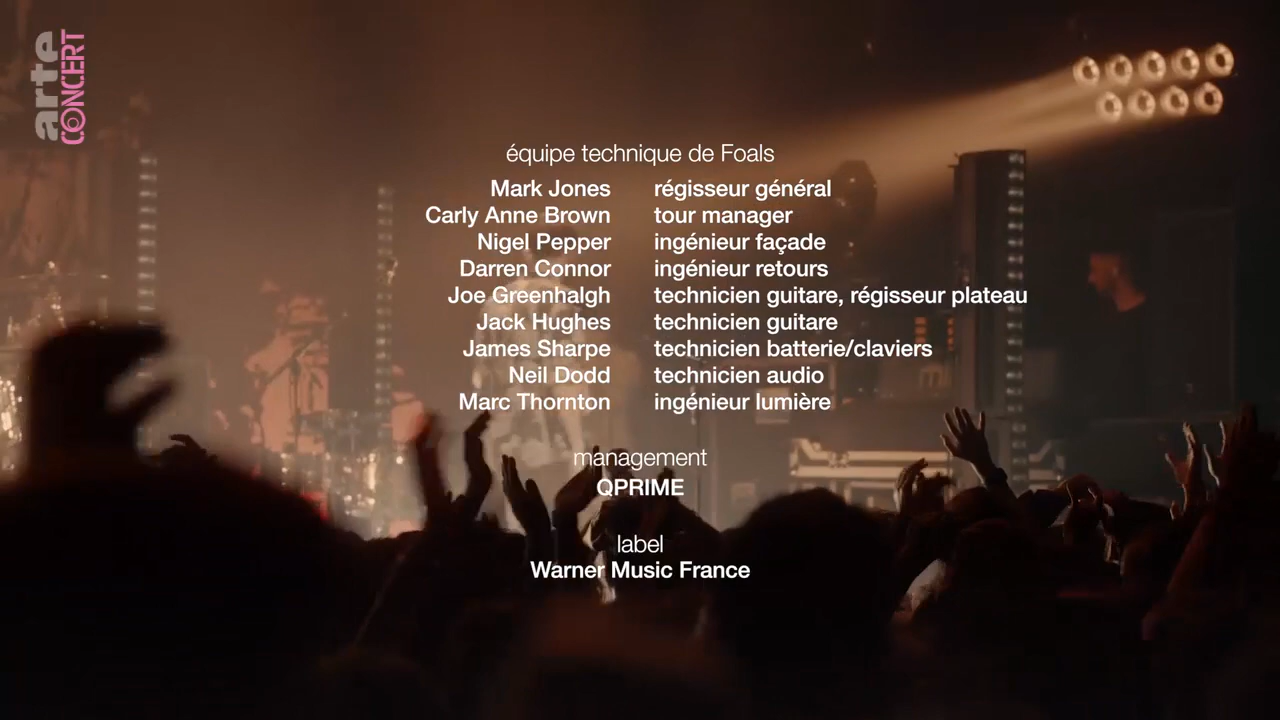 arte
CONCERT
équipe technique de Foals
Mark Jones régisseur général
Carly Anne Brown tour manager
Nigel Pepper ingénieur façade
Darren Connor ingénieur retours
Joe Greenhalgh technicien guitare, régisseur plateau
Jack Hughes technicien guitare
James Sharpe technicien batterie/claviers
Neil Dodd technicien audio
Marc Thornton ingénieur lumière
management
QPRIME
label
Warner Music France